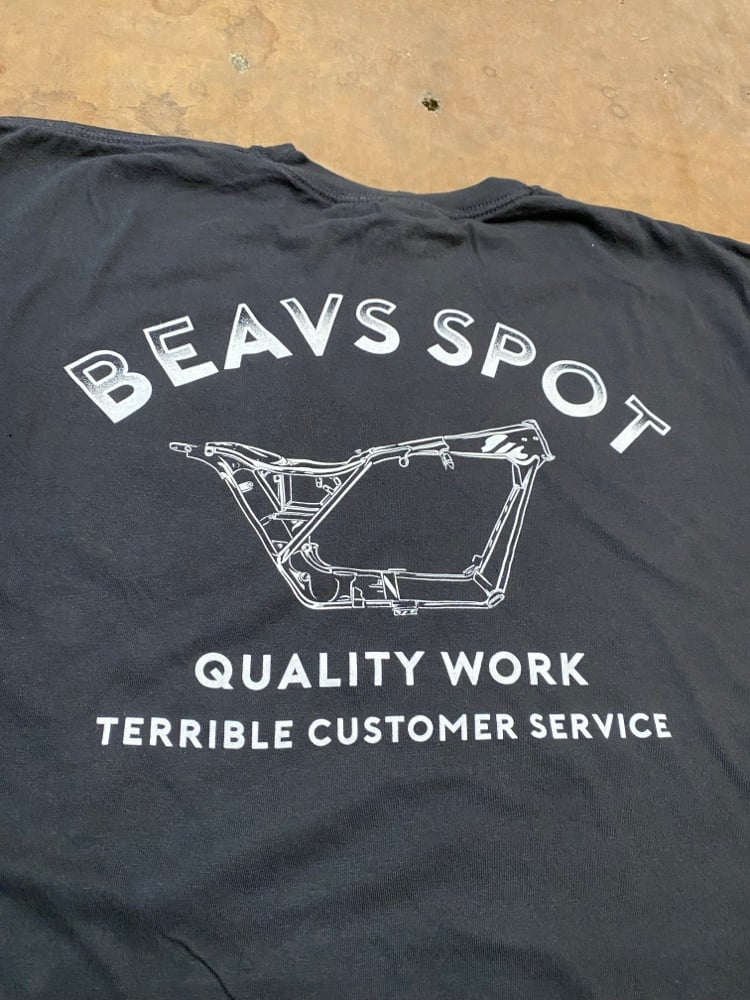 BEAVS SPOT
QUALITY WORK
TERRIBLE CUSTOMER SERVICE